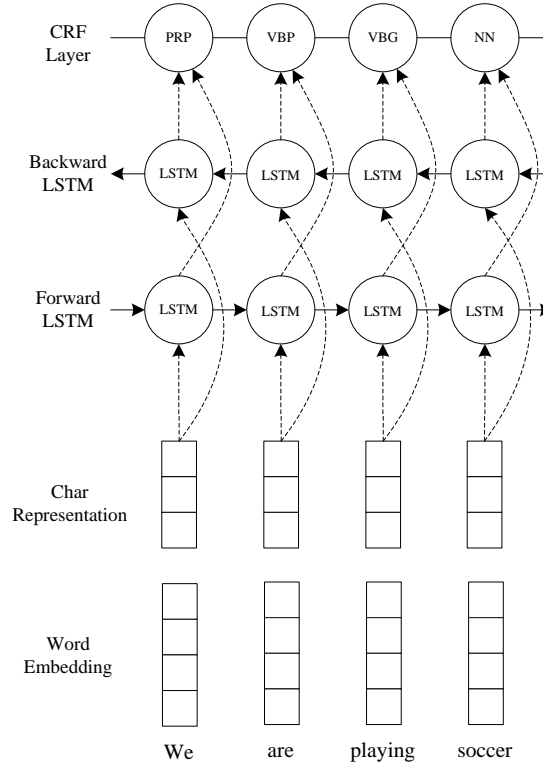 CRF
Layer
PRP
VBP
VBG
NN
Backward
LSTM
LSTM
LSTM
LSTM
LSTM
Forward
LSTM
LSTM
LSTM
LSTM
LSTM
Char
Representation
Word
Embedding
We
are
playing
soccer